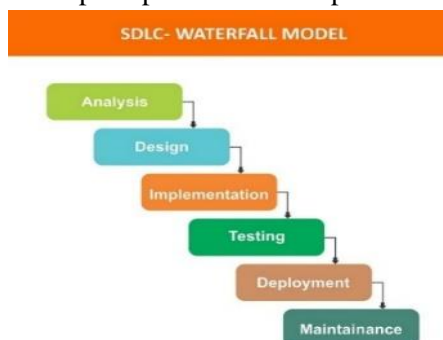 SDLC- WATERFALL MODEL
Analysis
Design
Implementation
Testing
Deployment
Maintainance